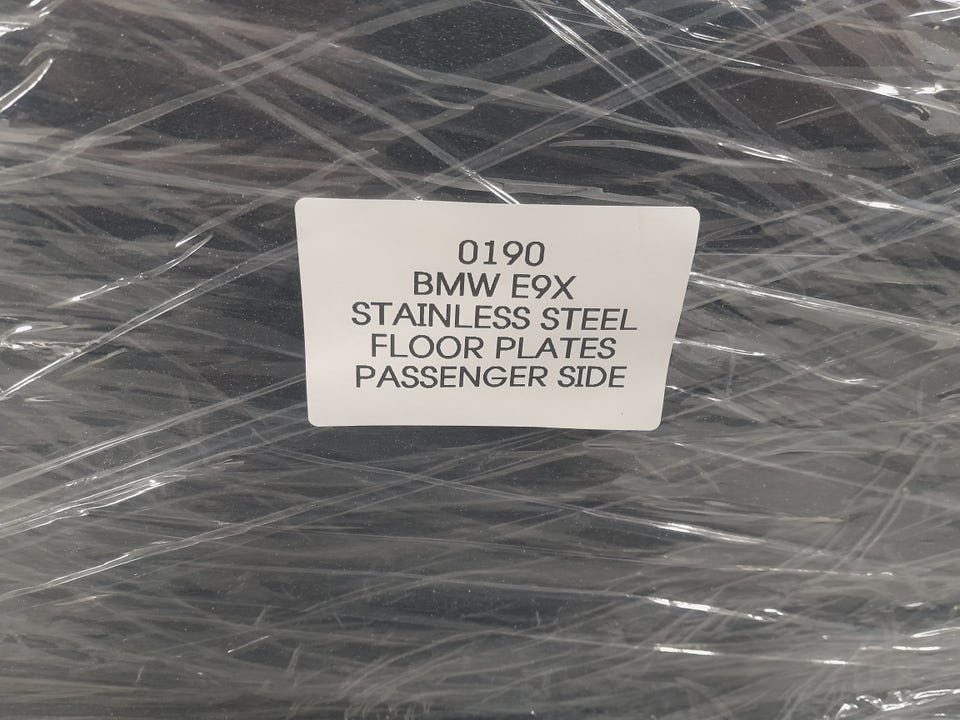 0190
BMW E9X
STAINLESS STEEL
FLOOR PLATES
PASSENGER SIDE